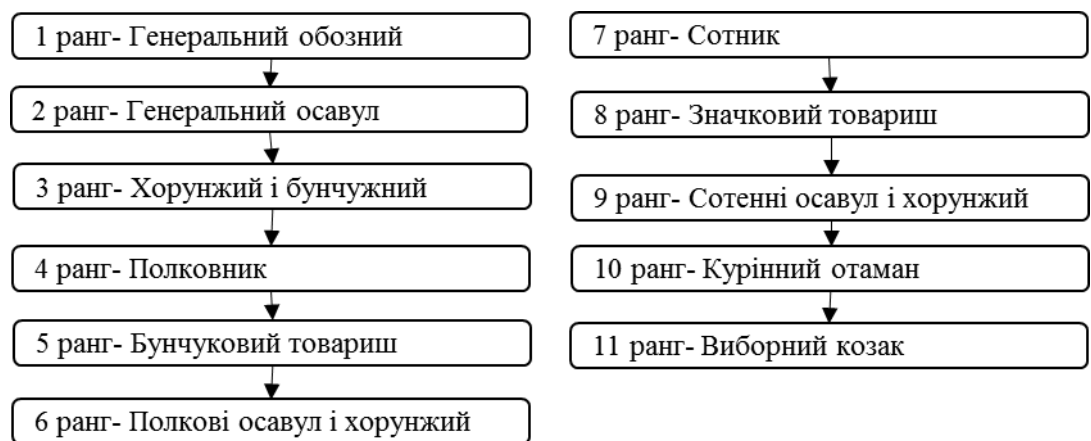 1 ранг- Генеральний обозний
2 ранг- Генеральний осавул
3 ранг- Хорунжий і бунчужний
4 ранг- Полковник
5 ранг- Бунчуковий товариш
6 ранг- Полкові осавул і хорунжий
7 ранг- Сотник
8 ранг- Значковий товариш
9 ранг- Сотенні осавул і хорунжий
10 ранг- Курінний отаман
11 ранг- Виборний козак